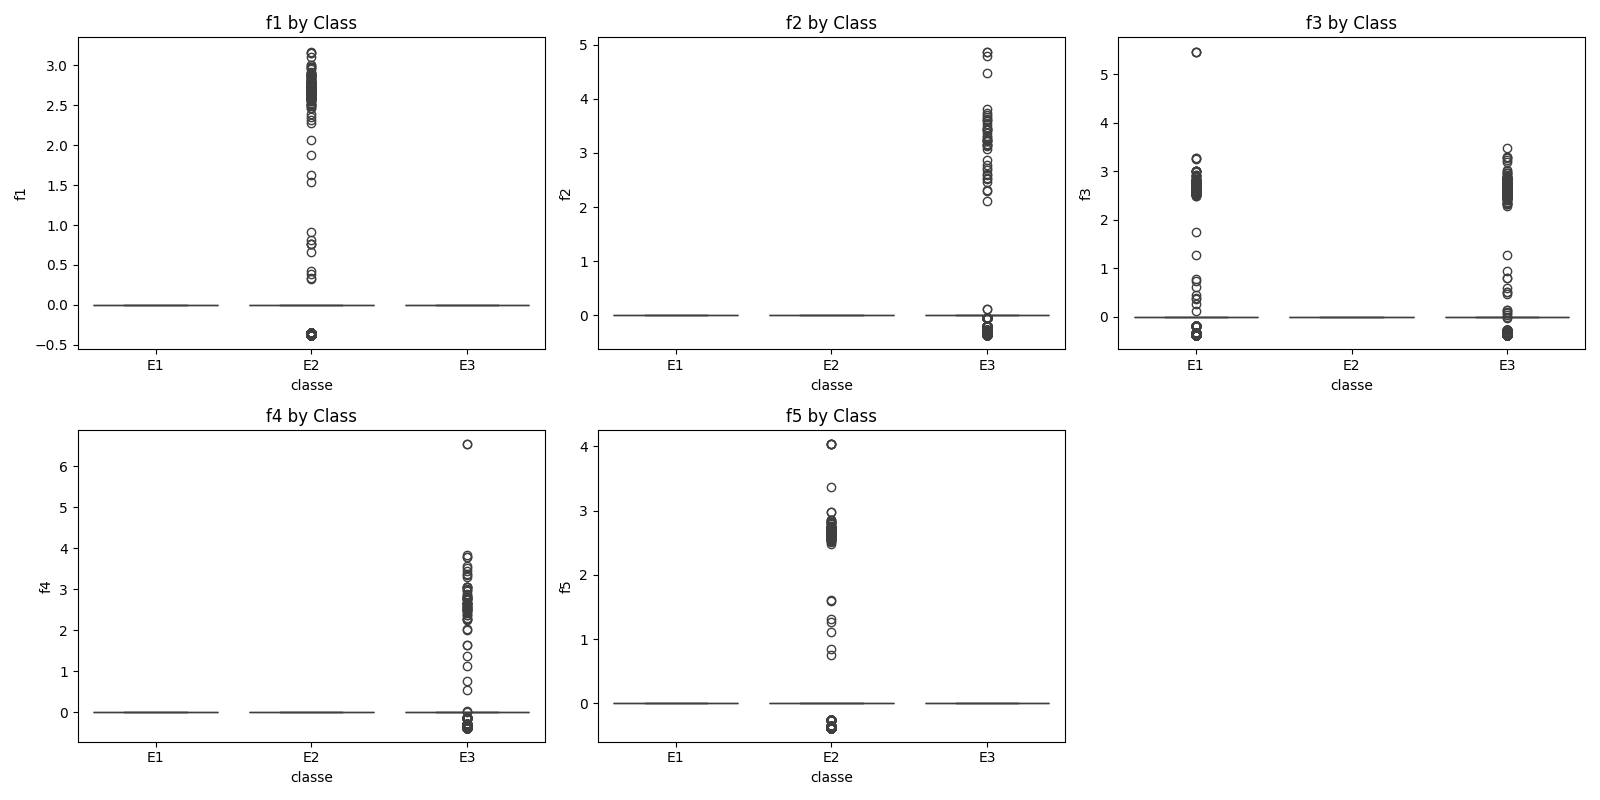 f1 by Class
f1
3.0
2.5
2.0
1.5
1.0
0.5
0.0
−0.5
E1 E2 E3
classe
f2 by Class
f2
5
4
3
2
1
0
E1 E2 E3
classe
f3 by Class
f3
5
4
3
2
1
0
E1 E2 E3
classe
f4 by Class
f4
6
5
4
3
2
1
0
E1 E2 E3
classe
f5 by Class
f5
4
3
2
1
0
E1 E2 E3
classe